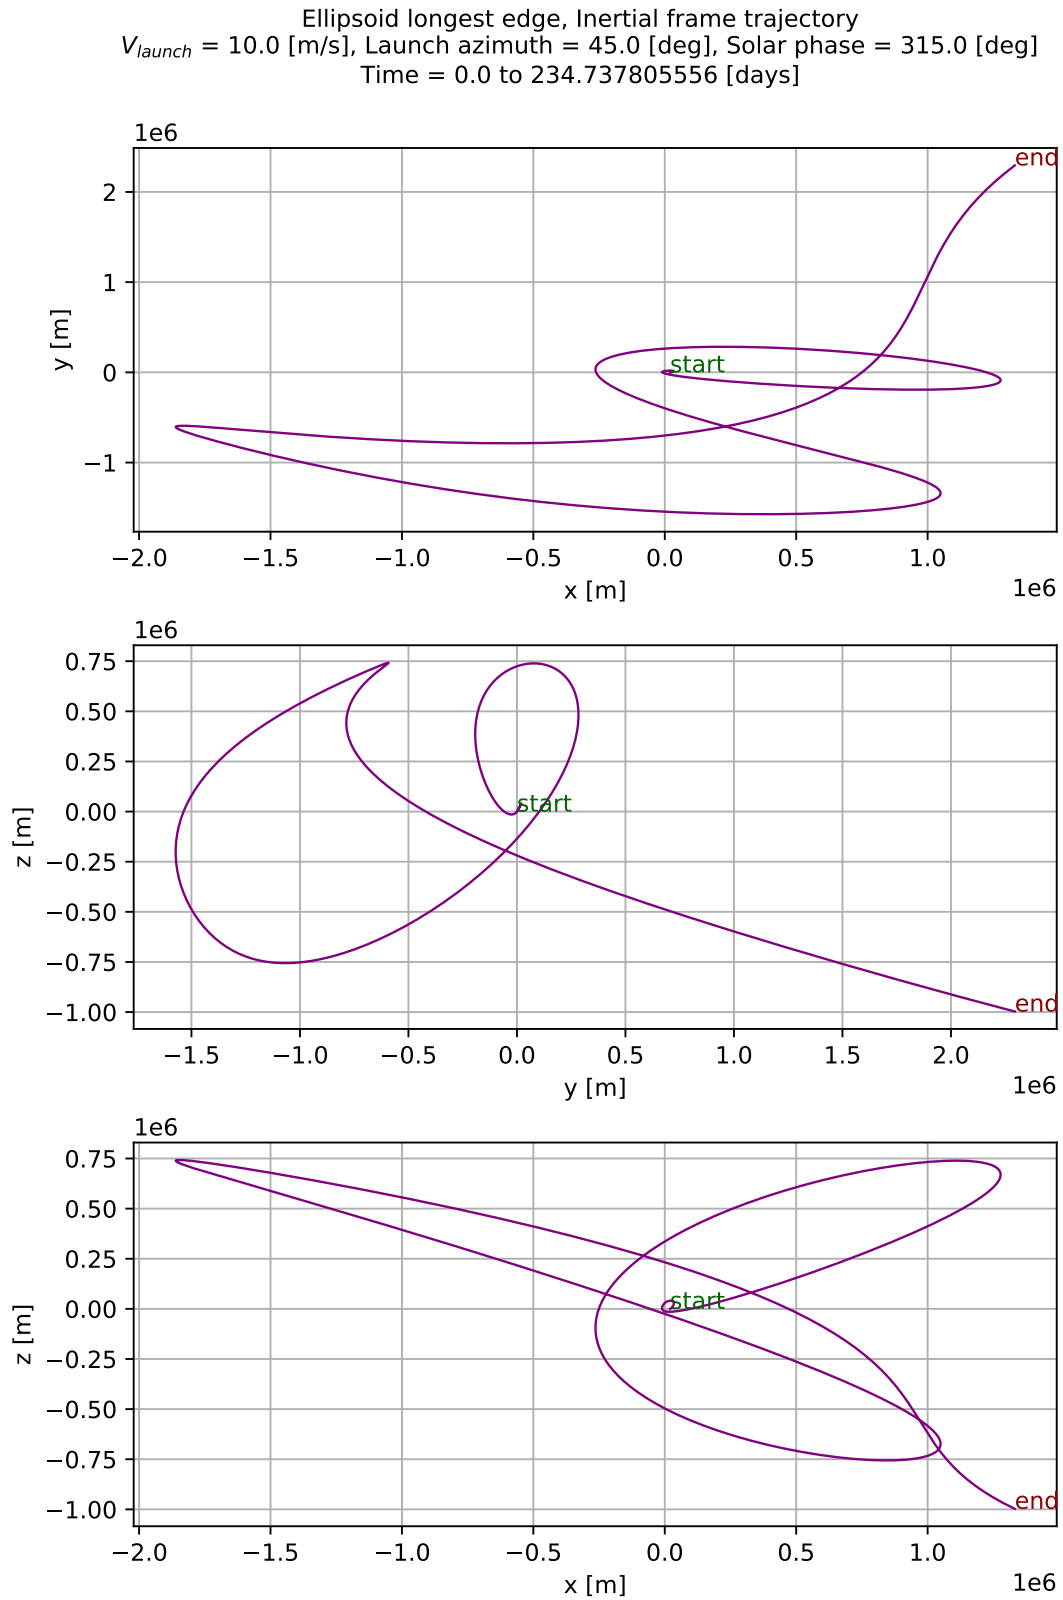 Ellipsoid longest edge, Inertial frame trajectory
V_launch = 10.0 [m/s], Launch azimuth = 45.0 [deg], Solar phase = 315.0 [deg]
Time = 0.0 to 234.737805556 [days]
1e6
end
2
1
0
−1
start
y [m]
−2.0 −1.5 −1.0 −0.5 0.0 0.5 1.0
x [m]
1e6
1e6
0.75
0.50
0.25
0.00
−0.25
−0.50
−0.75
−1.00
start
end
z [m]
−1.5 −1.0 −0.5 0.0 0.5 1.0 1.5 2.0
y [m]
1e6
1e6
0.75
0.50
0.25
0.00
−0.25
−0.50
−0.75
−1.00
start
end
z [m]
−2.0 −1.5 −1.0 −0.5 0.0 0.5 1.0
x [m]
1e6